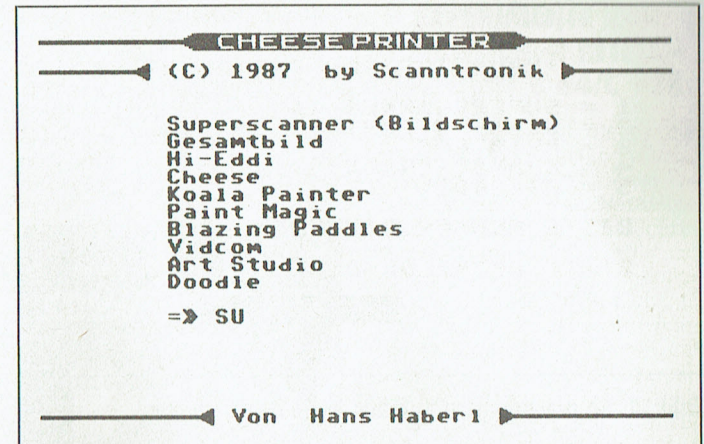 CHEESE PRINTER
(C) 1987 by Scanntronik
Superscanner (Bildschirm)
Gesamtbild
Hi-Eddi
Cheese
Koala Painter
Paint Magic
Blazing Paddles
Vidcom
Art Studio
Doodle
=» SU
Von Hans Haberl